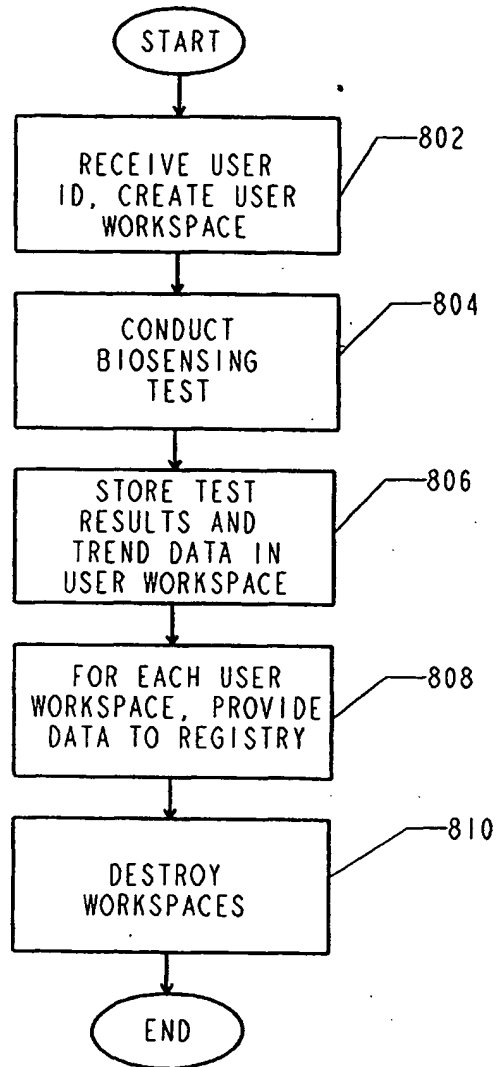 START
RECEIVE USER
ID, CREATE USER
WORKSPACE
802
CONDUCT
BIOSENSING
TEST
804
STORE TEST
RESULTS AND
TREND DATA IN
USER WORKSPACE
806
FOR EACH USER
WORKSPACE, PROVIDE
DATA TO REGISTRY
808
DESTROY
WORKSPACES
810
END